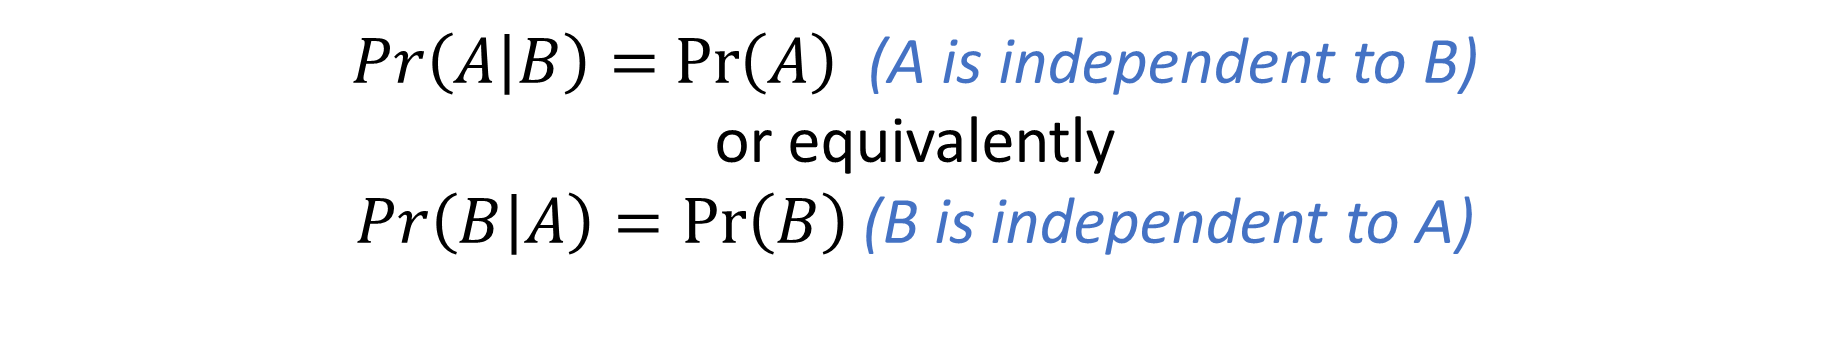 Pr(A|B) = Pr(A) (A is independent to B)
or equivalently
Pr(B|A) = Pr(B) (B is independent to A)